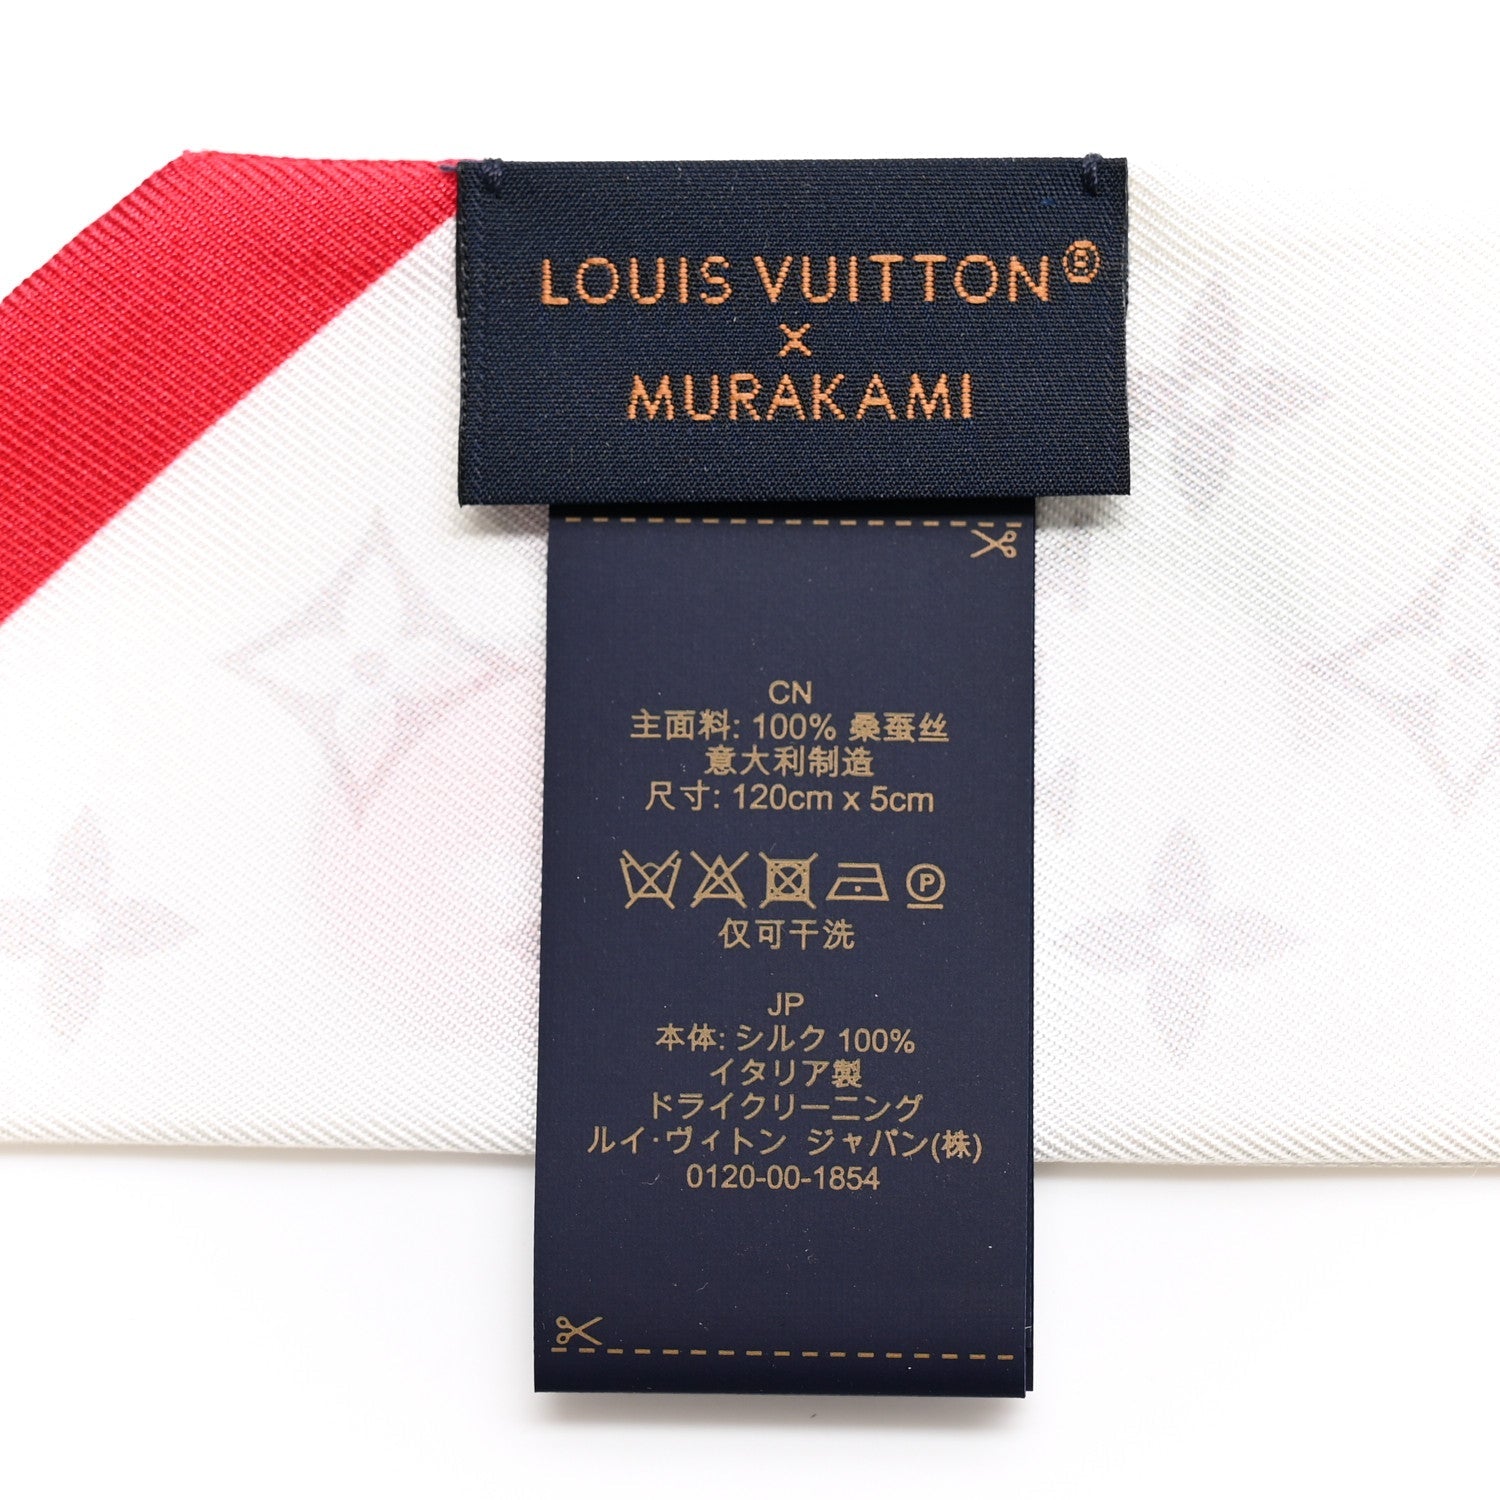 LOUIS VUITTON®
×
MURAKAMI
CN
主面料: 100% 桑蚕丝
意大利制造
尺寸: 120cm x 5cm
P
仅可干洗
JP
本体: シルク 100%
イタリア製
ドライクリーニング
ルイ·ヴィトン ジャパン(株)
0120-00-1854